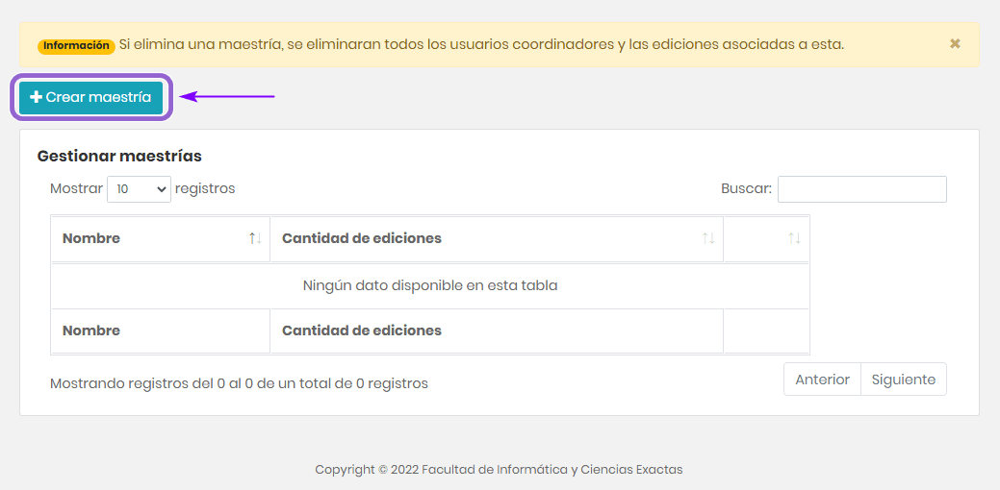 Información Si elimina una maestría, se eliminaran todos los usuarios coordinadores y las ediciones asociadas a esta. ×
+ Crear maestría
Gestionar maestrías
Mostrar 10 registros Buscar:
Nombre Cantidad de ediciones
Ningún dato disponible en esta tabla
Nombre Cantidad de ediciones
Mostrando registros del 0 al 0 de un total de 0 registros Anterior Siguiente
Copyright © 2022 Facultad de Informática y Ciencias Exactas